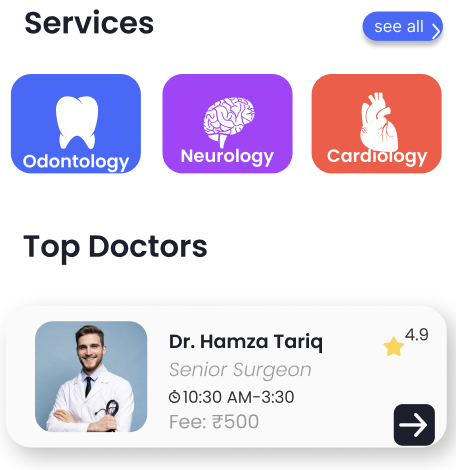 Services
see all
Odontology
Neurology
Cardiology
Top Doctors
Dr. Hamza Tariq
4.9
Senior Surgeon
10:30 AM-3:30
Fee: ₹500